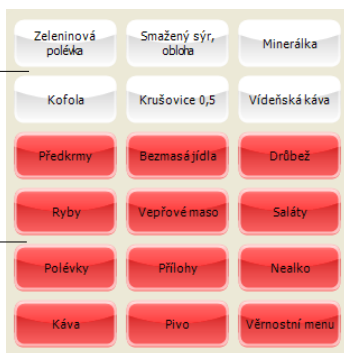 Zeleninová
polévka
Smažený sýr,
obloha
Minerálka
Kofola
Krušovice 0,5
Vídeňská káva
Předkrmy
Bezmasá jídla
Drůbež
Ryby
Vepřové maso
Saláty
Polévky
Přílohy
Nealko
Káva
Pivo
Věrnostní menu